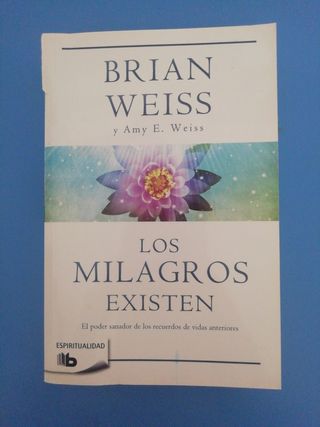 BRIAN
WEISS
y Amy E. Weiss
LOS
MILAGROS
EXISTEN
El poder sanador de los recuerdos de vidas anteriores
ESPIRITUALIDAD
b